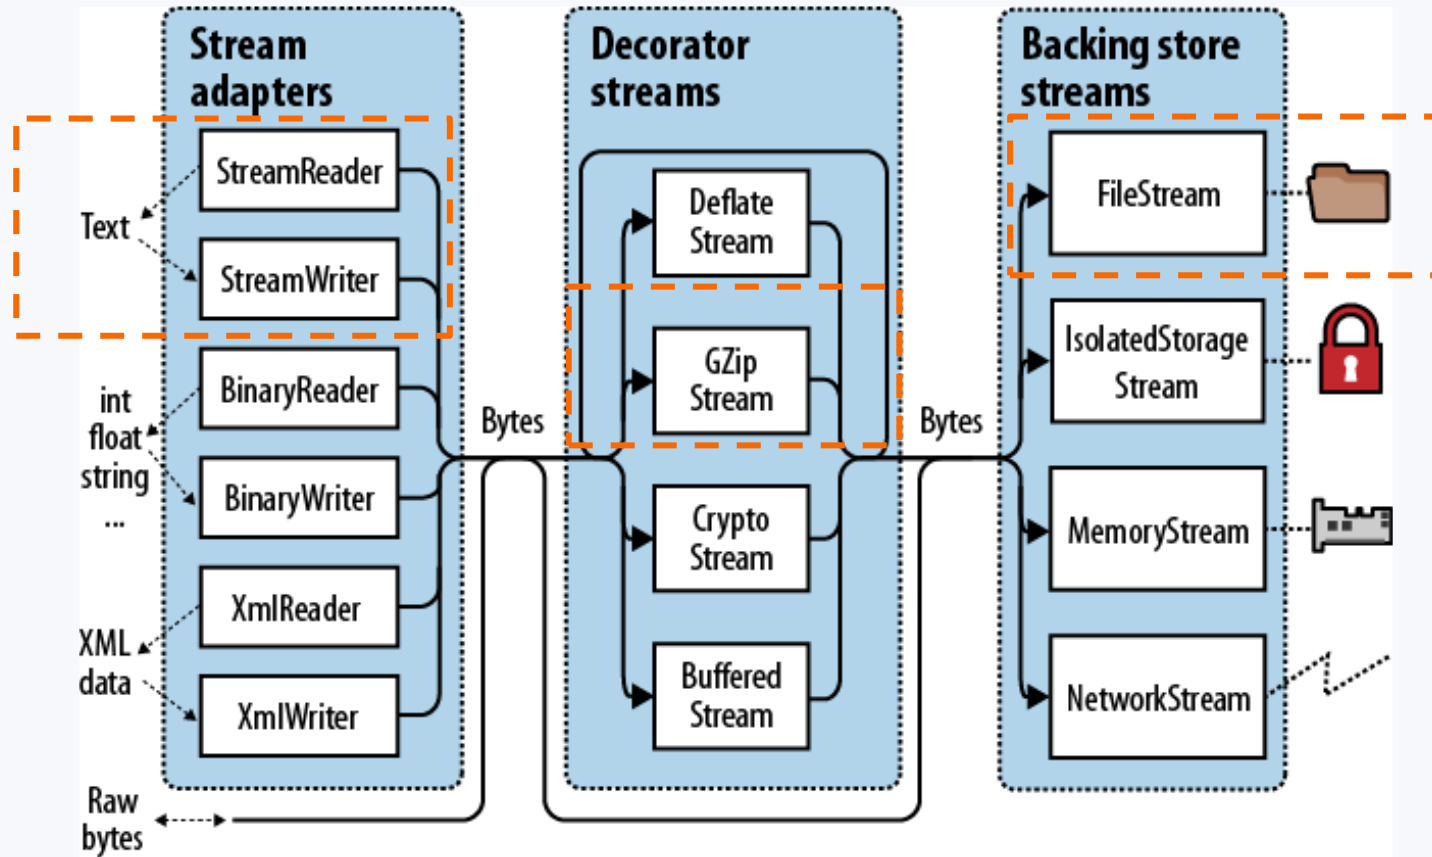 Stream
adapters
StreamReader
Text
StreamWriter
BinaryReader
int
float
string
...
BinaryWriter
XmlReader
XML
data
XmlWriter
Raw
bytes
Bytes
Decorator
streams
Deflate
Stream
GZip
Stream
Crypto
Stream
Buffered
Stream
Bytes
Backing store
streams
FileStream
IsolatedStorage
Stream
MemoryStream
NetworkStream